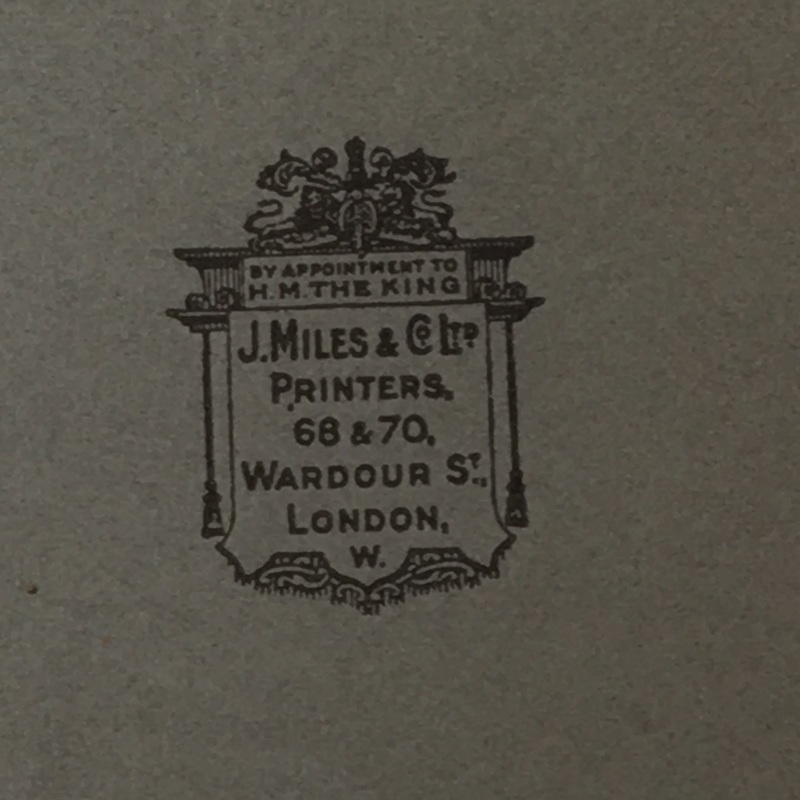 BY APPOINTMENT TO
H.M. THE KING
J. MILES & Co LTD
PRINTERS,
68 & 70,
WARDOUR ST.,
LONDON,
W.